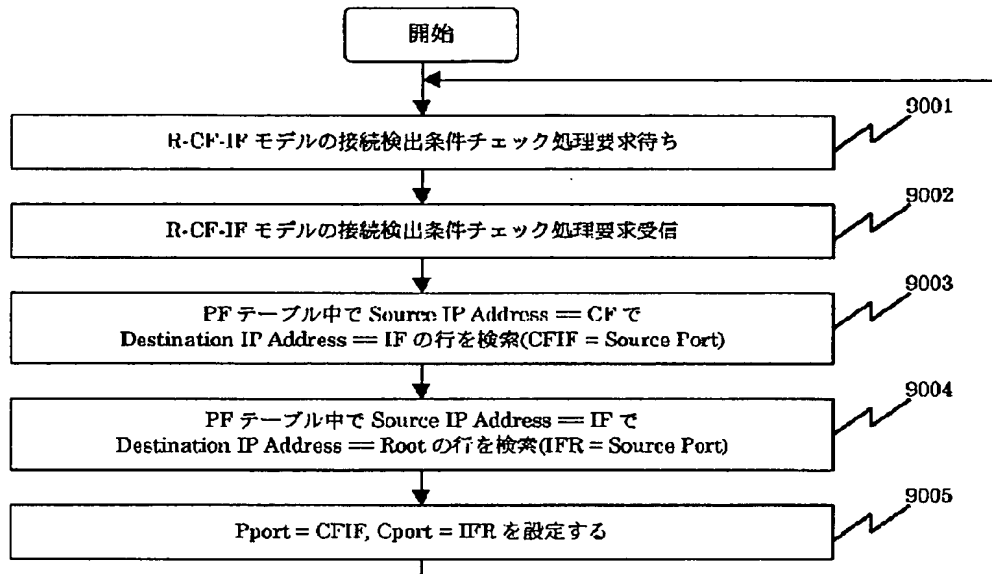 開始
9001
R-CF-IF モデルの接続検出条件チェック処理要求待ち
9002
R-CF-IF モデルの接続検出条件チェック処理要求受信
9003
PF テーブル中で Source IP Address == CF で
Destination IP Address == IF の行を検索(CFIF = Source Port)
9004
PF テーブル中で Source IP Address == IF で
Destination IP Address == Root の行を検索(IFR = Source Port)
9005
Pport = CFIF, Cport = IFR を設定する